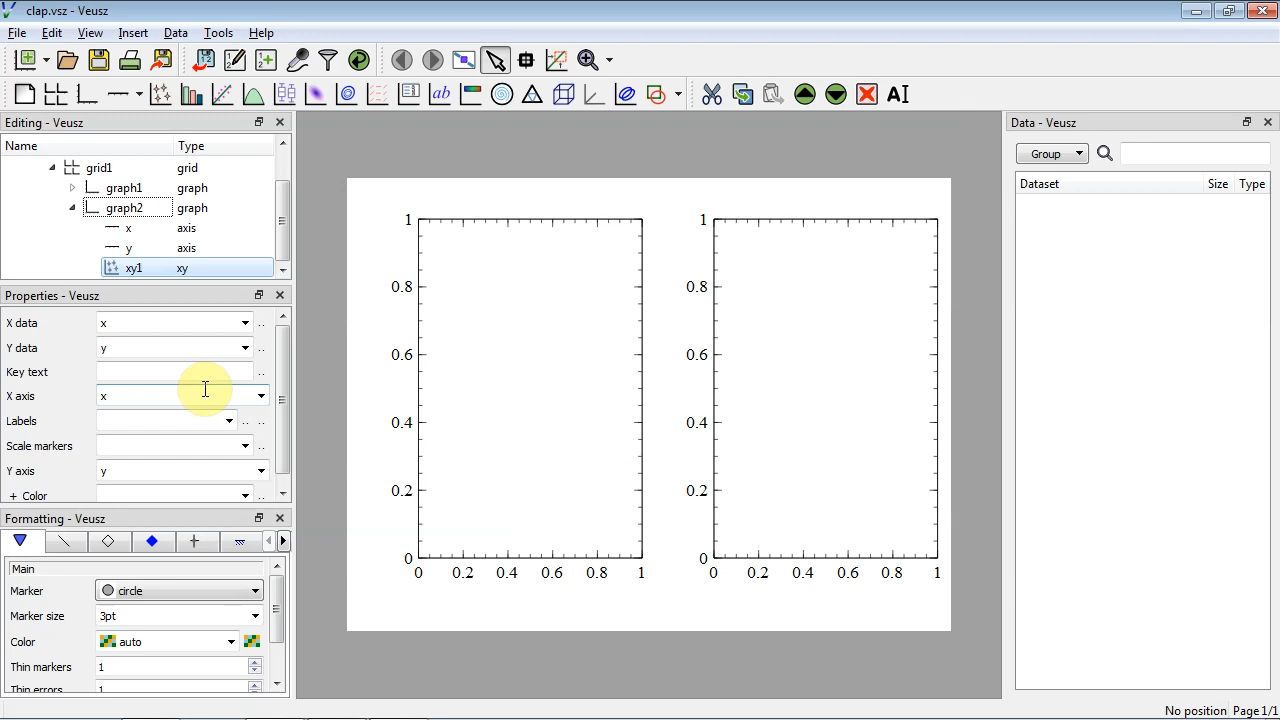 clap.vsz - Veusz
File Edit View Insert Data Tools Help
ab
A
Editing - Veusz
Name Type
grid1 grid
graph1 graph
graph2 graph
x axis
y axis
xy1 xy
Properties - Veusz
X data x ..
Y data y ..
Key text ..
X axis x
Labels .. ..
Scale markers ..
Y axis y
+ Color ..
Formatting - Veusz
Main
Marker circle
Marker size 3pt
Color auto
Thin markers 1
Thin errors 1
1
0.8
0.6
0.4
0.2
0
0 0.2 0.4 0.6 0.8 1
1
0.8
0.6
0.4
0.2
0
0 0.2 0.4 0.6 0.8 1
Data - Veusz
Group
Dataset Size Type
No position Page1/1